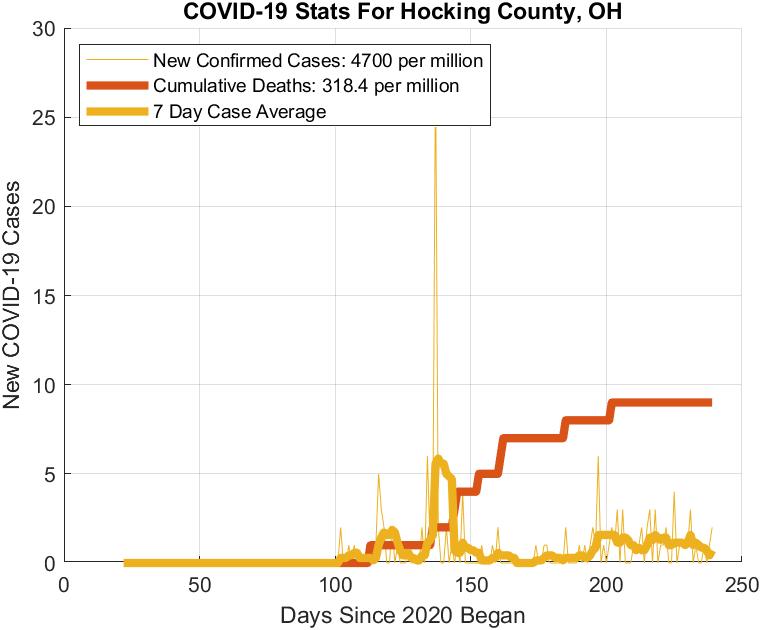 COVID-19 Stats For Hocking County, OH
30
New Confirmed Cases: 4700 per million
Cumulative Deaths: 318.4 per million
7 Day Case Average
25
20
15
10
5
0
New COVID-19 Cases
0 50 100 150 200 250
Days Since 2020 Began